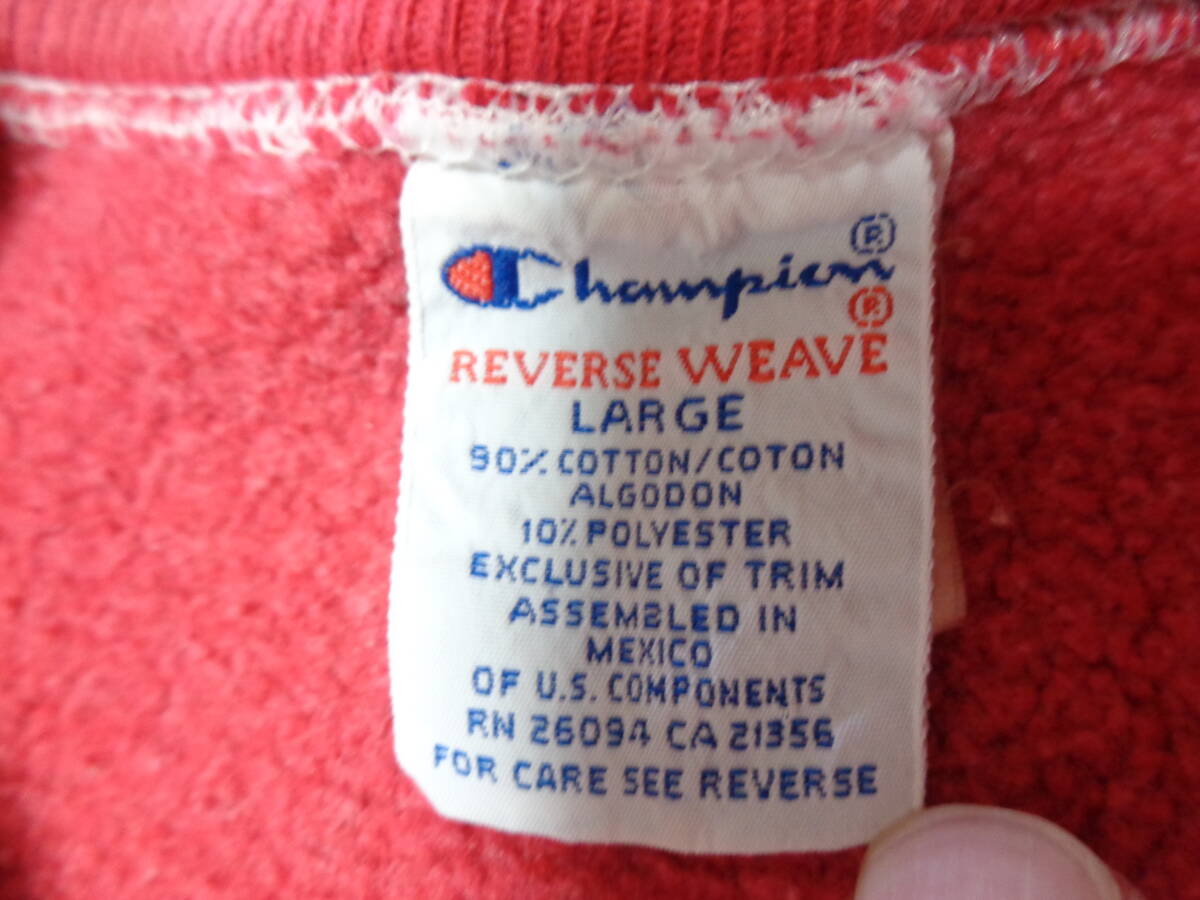 Champion®
REVERSE WEAVE®
LARGE
90% COTTON/COTON
ALGODON
10% POLYESTER
EXCLUSIVE OF TRIM
ASSEMBLED IN
MEXICO
OF U.S. COMPONENTS
RN 26094 CA 21356
FOR CARE SEE REVERSE